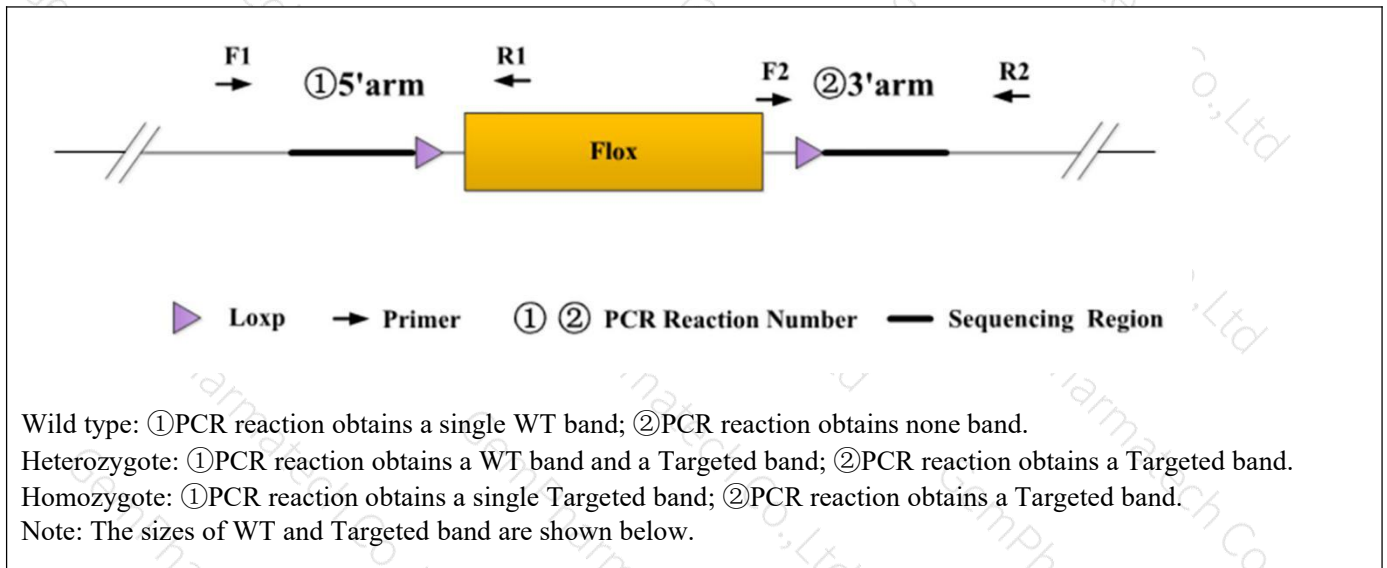 F1
①5'arm
R1
F2
②3'arm
R2
Flox
Loxp
Primer
① ② PCR Reaction Number
Sequencing Region
Wild type: ①PCR reaction obtains a single WT band; ②PCR reaction obtains none band.
Heterozygote: ①PCR reaction obtains a WT band and a Targeted band; ②PCR reaction obtains a Targeted band.
Homozygote: ①PCR reaction obtains a single Targeted band; ②PCR reaction obtains a Targeted band.
Note: The sizes of WT and Targeted band are shown below.